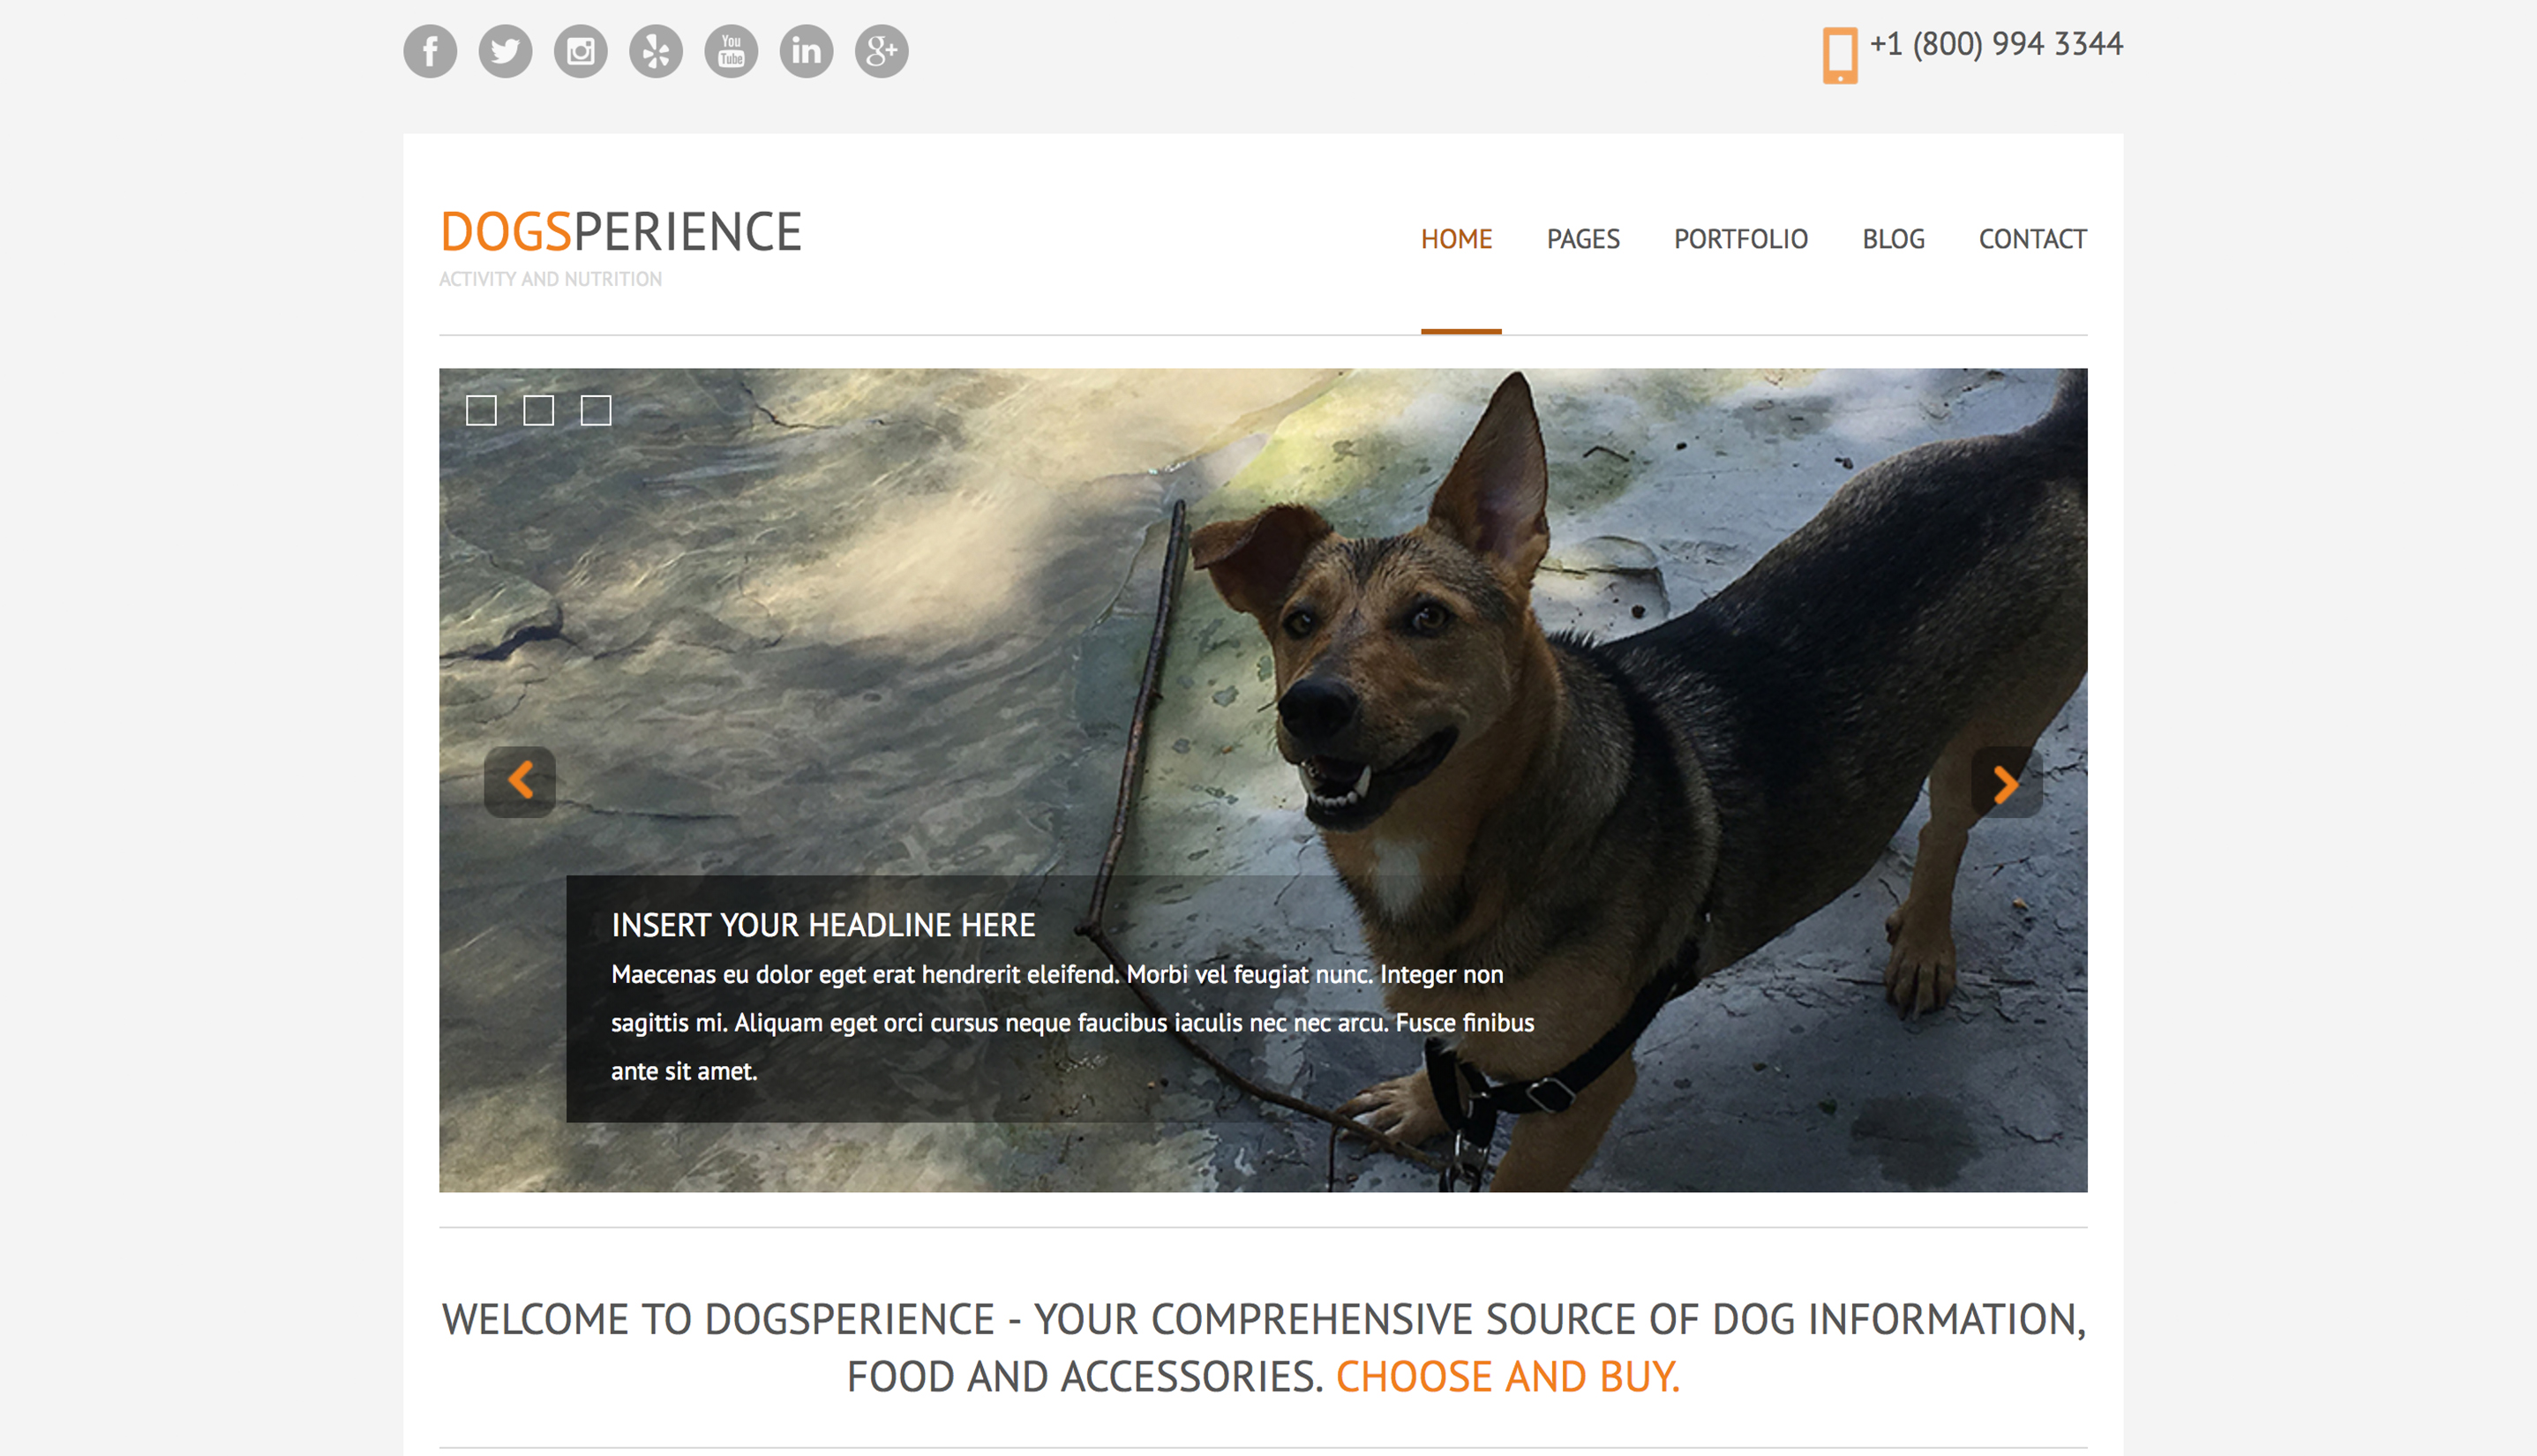 f
You Tube
in
g+
+1 (800) 994 3344
DOGSPERIENCE
ACTIVITY AND NUTRITION
HOME PAGES PORTFOLIO BLOG CONTACT
INSERT YOUR HEADLINE HERE
Maecenas eu dolor eget erat hendrerit eleifend. Morbi vel feugiat nunc. Integer non
sagittis mi. Aliquam eget orci cursus neque faucibus iaculis nec nec arcu. Fusce finibus
ante sit amet.
WELCOME TO DOGSPERIENCE - YOUR COMPREHENSIVE SOURCE OF DOG INFORMATION,
FOOD AND ACCESSORIES. CHOOSE AND BUY.